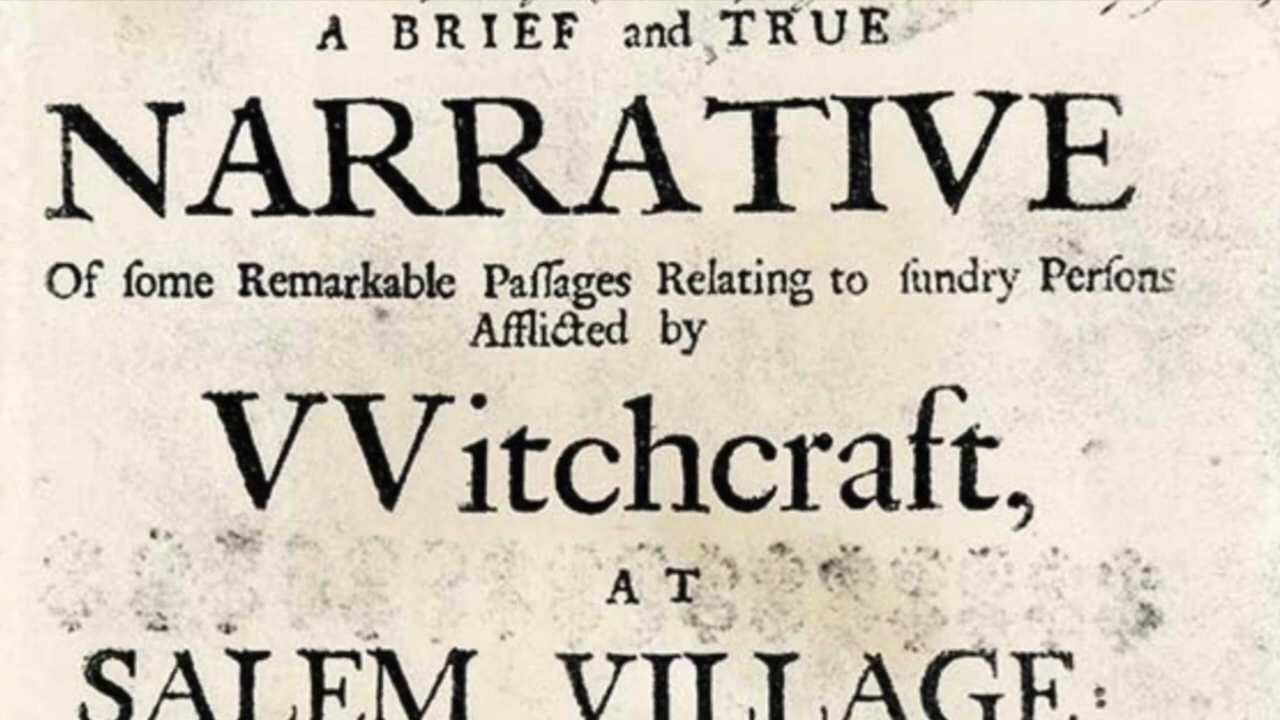 A BRIEF and TRUE
NARRATIVE
Of ſome Remarkable Paſſages Relating to ſundry Perſons
Afflicted by
VVitchcraft,
AT
SALEM VILLAGE: